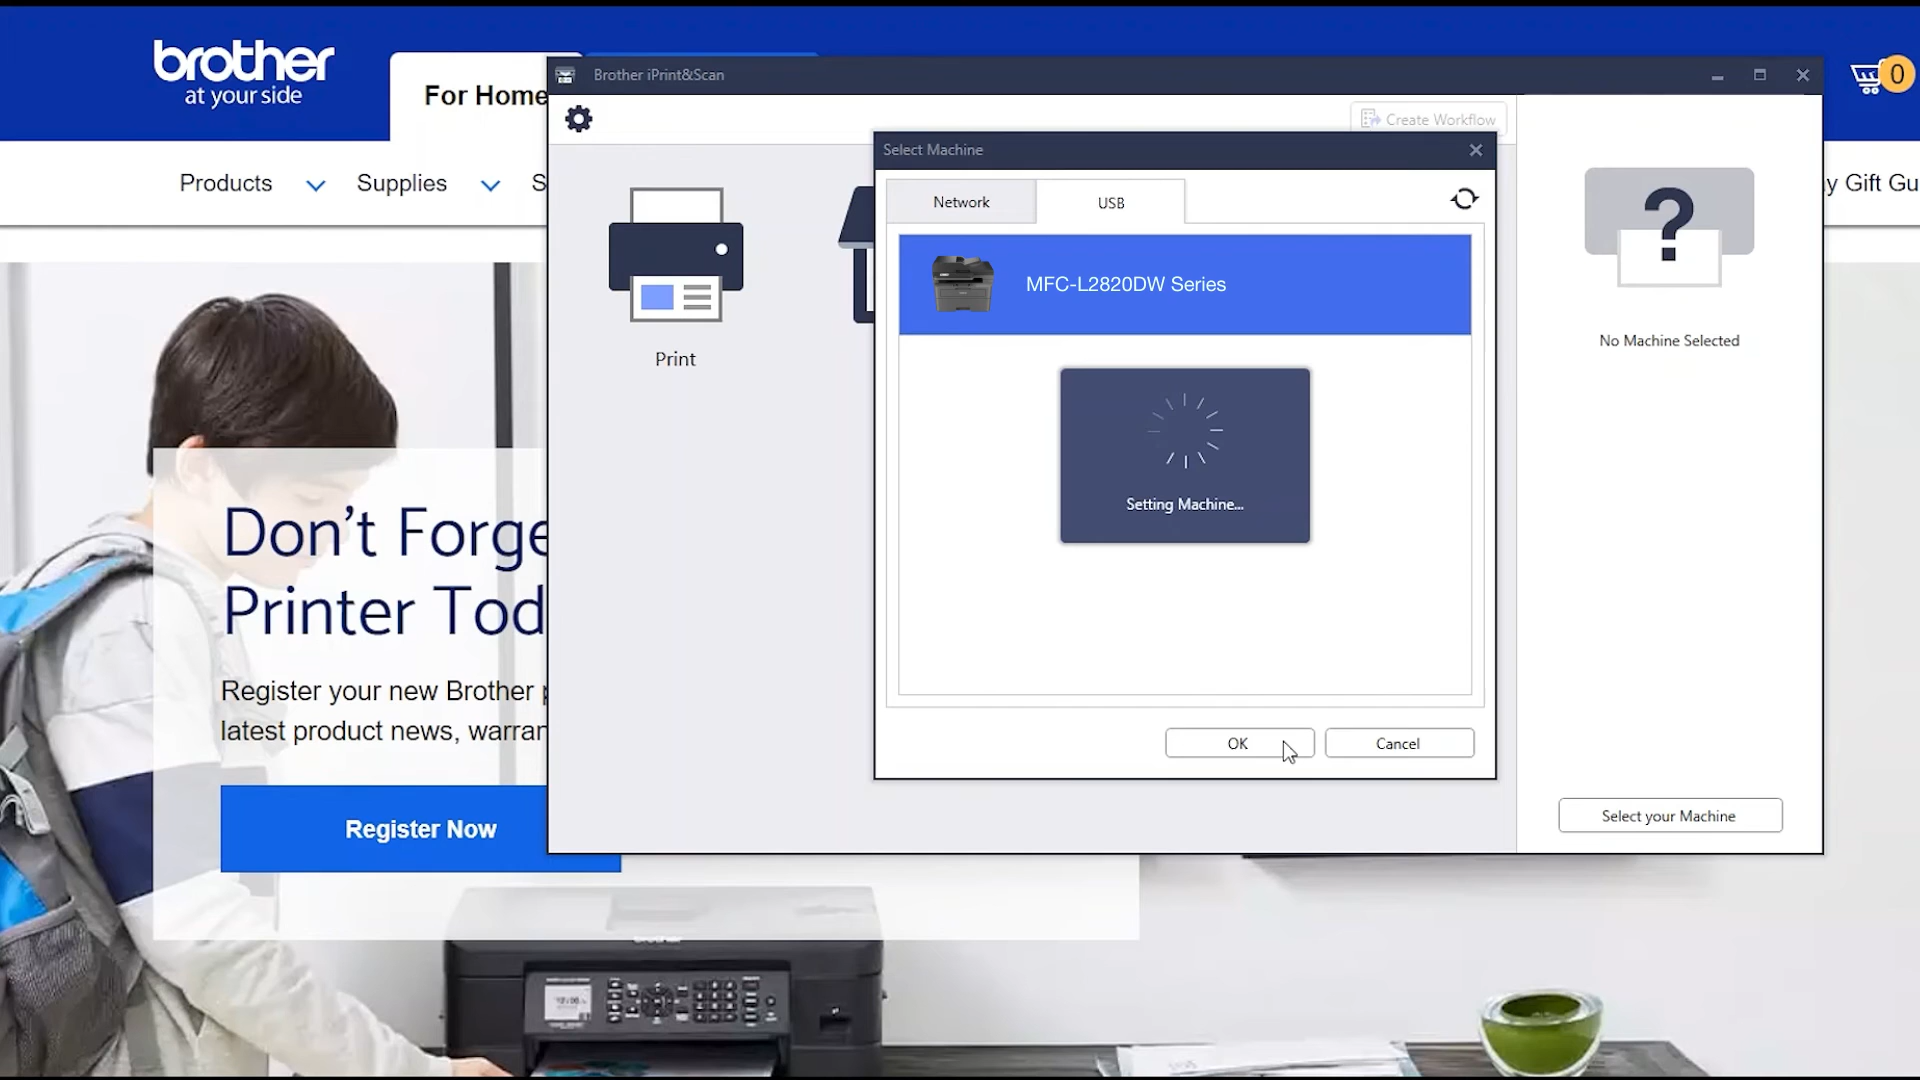 brother
at your side
For Home
0
Products
Supplies
S
y Gift Gu
Brother iPrint&Scan
Create Workflow
Print
Select Machine
Network
USB
MFC-L2820DW Series
Setting Machine...
OK
Cancel
?
No Machine Selected
Select your Machine
Don't Forge
Printer Tod
Register your new Brother p
latest product news, warran
Register Now
brother